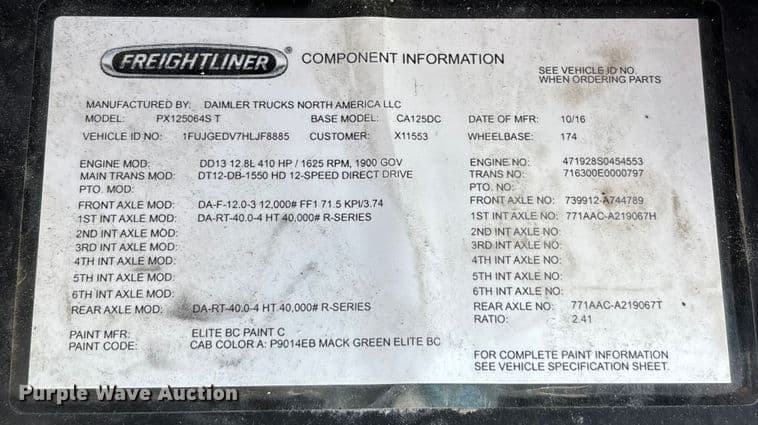 FREIGHTLINER ® COMPONENT INFORMATION
SEE VEHICLE ID NO.
WHEN ORDERING PARTS
MANUFACTURED BY: DAIMLER TRUCKS NORTH AMERICA LLC
MODEL: PX125064S T BASE MODEL: CA125DC DATE OF MFR: 10/16
VEHICLE ID NO: 1FUJGEDV7HLJF8885 CUSTOMER: X11553 WHEELBASE: 174
ENGINE MOD: DD13 12.8L 410 HP / 1625 RPM, 1900 GOV ENGINE NO: 471928S0454553
MAIN TRANS MOD: DT12-DB-1550 HD 12-SPEED DIRECT DRIVE TRANS NO: 716300E0000797
PTO. MOD: PTO. NO:
FRONT AXLE MOD: DA-F-12.0-3 12,000# FF1 71.5 KPI/3.74 FRONT AXLE NO: 739912-A744789
1ST INT AXLE MOD: DA-RT-40.0-4 HT 40,000# R-SERIES 1ST INT AXLE NO: 771AAC-A219067H
2ND INT AXLE MOD: 2ND INT AXLE NO:
3RD INT AXLE MOD: 3RD INT AXLE NO:
4TH INT AXLE MOD: 4TH INT AXLE NO:
5TH INT AXLE MOD: 5TH INT AXLE NO:
6TH INT AXLE MOD: 6TH INT AXLE NO:
REAR AXLE MOD: DA-RT-40.0-4 HT 40,000# R-SERIES REAR AXLE NO: 771AAC-A219067T
RATIO: 2.41
PAINT MFR: ELITE BC PAINT C
PAINT CODE: CAB COLOR A: P9014EB MACK GREEN ELITE BC
FOR COMPLETE PAINT INFORMATION
SEE VEHICLE SPECIFICATION SHEET.
Purple Wave Auction